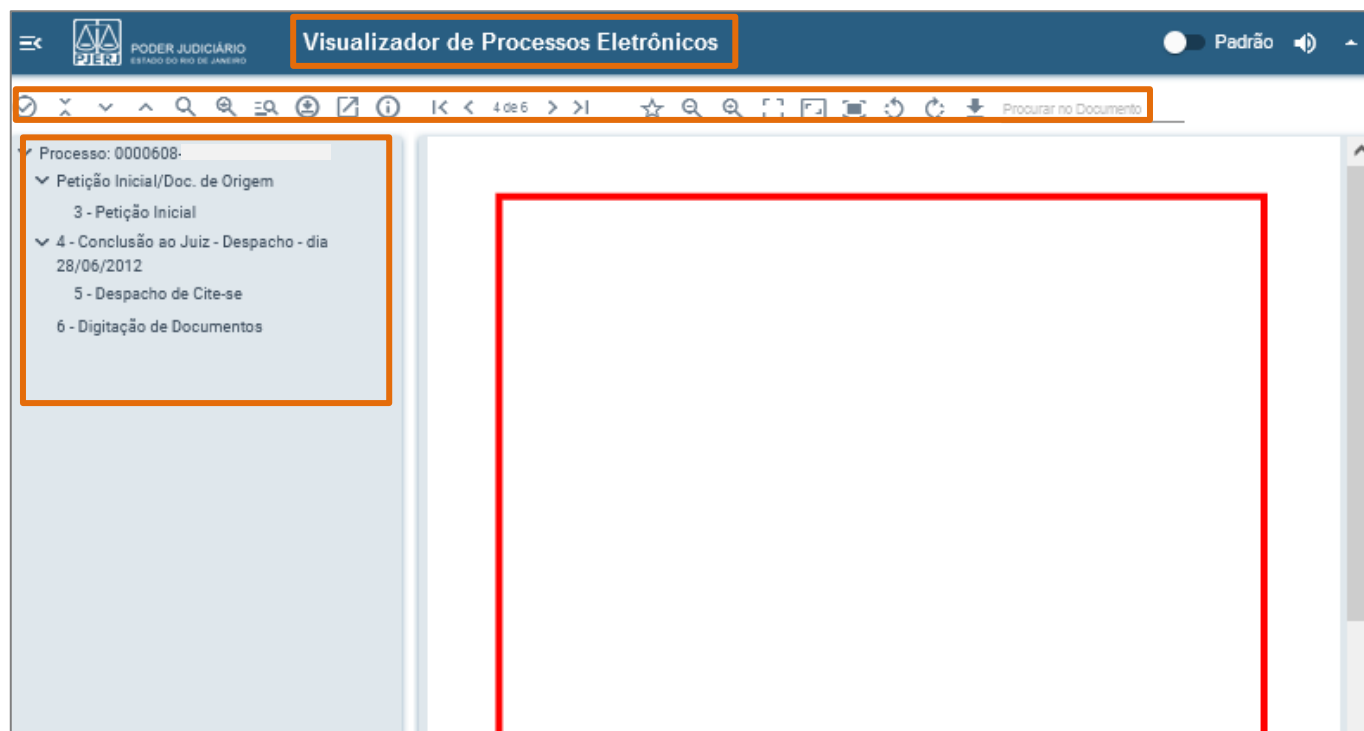 PJERJ
PODER JUDICIÁRIO
ESTADO DO RIO DE JANEIRO
Visualizador de Processos Eletrônicos
Padrão
4 de 6
Procurar no Documento
Processo: 0000608-
Petição Inicial/Doc. de Origem
3 - Petição Inicial
4 - Conclusão ao Juiz - Despacho - dia
28/06/2012
5 - Despacho de Cite-se
6 - Digitação de Documentos